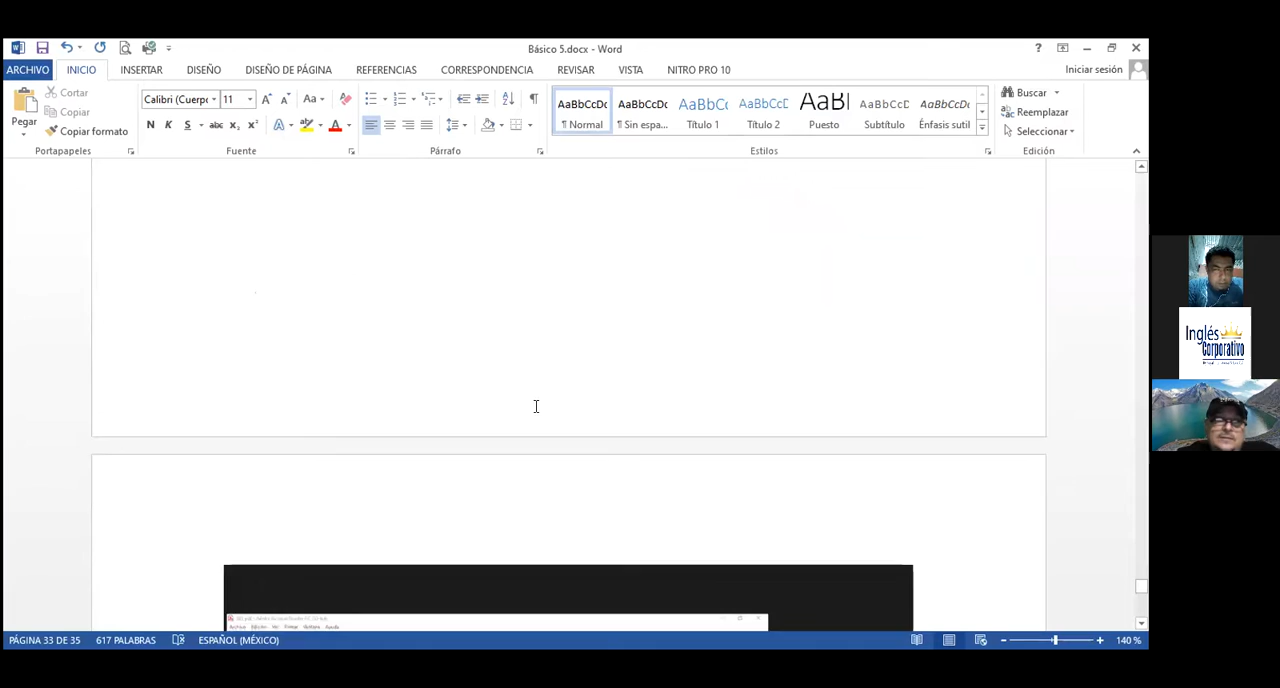 Básico 5.docx - Word
ARCHIVO INICIO INSERTAR DISEÑO DISEÑO DE PÁGINA REFERENCIAS CORRESPONDENCIA REVISAR VISTA NITRO PRO 10 Iniciar sesión
Pegar
Cortar
Copiar
Copiar formato
Portapapeles
Calibri (Cuerpo 11
N K S abc x₂ x²
Fuente
Párrafo
AaBbCcDc AaBbCcDc AaBbCc AaBbCcD AaBl AaBbCcD AaBbCcDc
¶ Normal ¶ Sin espa... Título 1 Título 2 Puesto Subtítulo Énfasis sutil
Estilos
Buscar
Reemplazar
Seleccionar
Edición
Inglés
Corporativo
PÁGINA 33 DE 35 617 PALABRAS ESPAÑOL (MÉXICO) 140 %